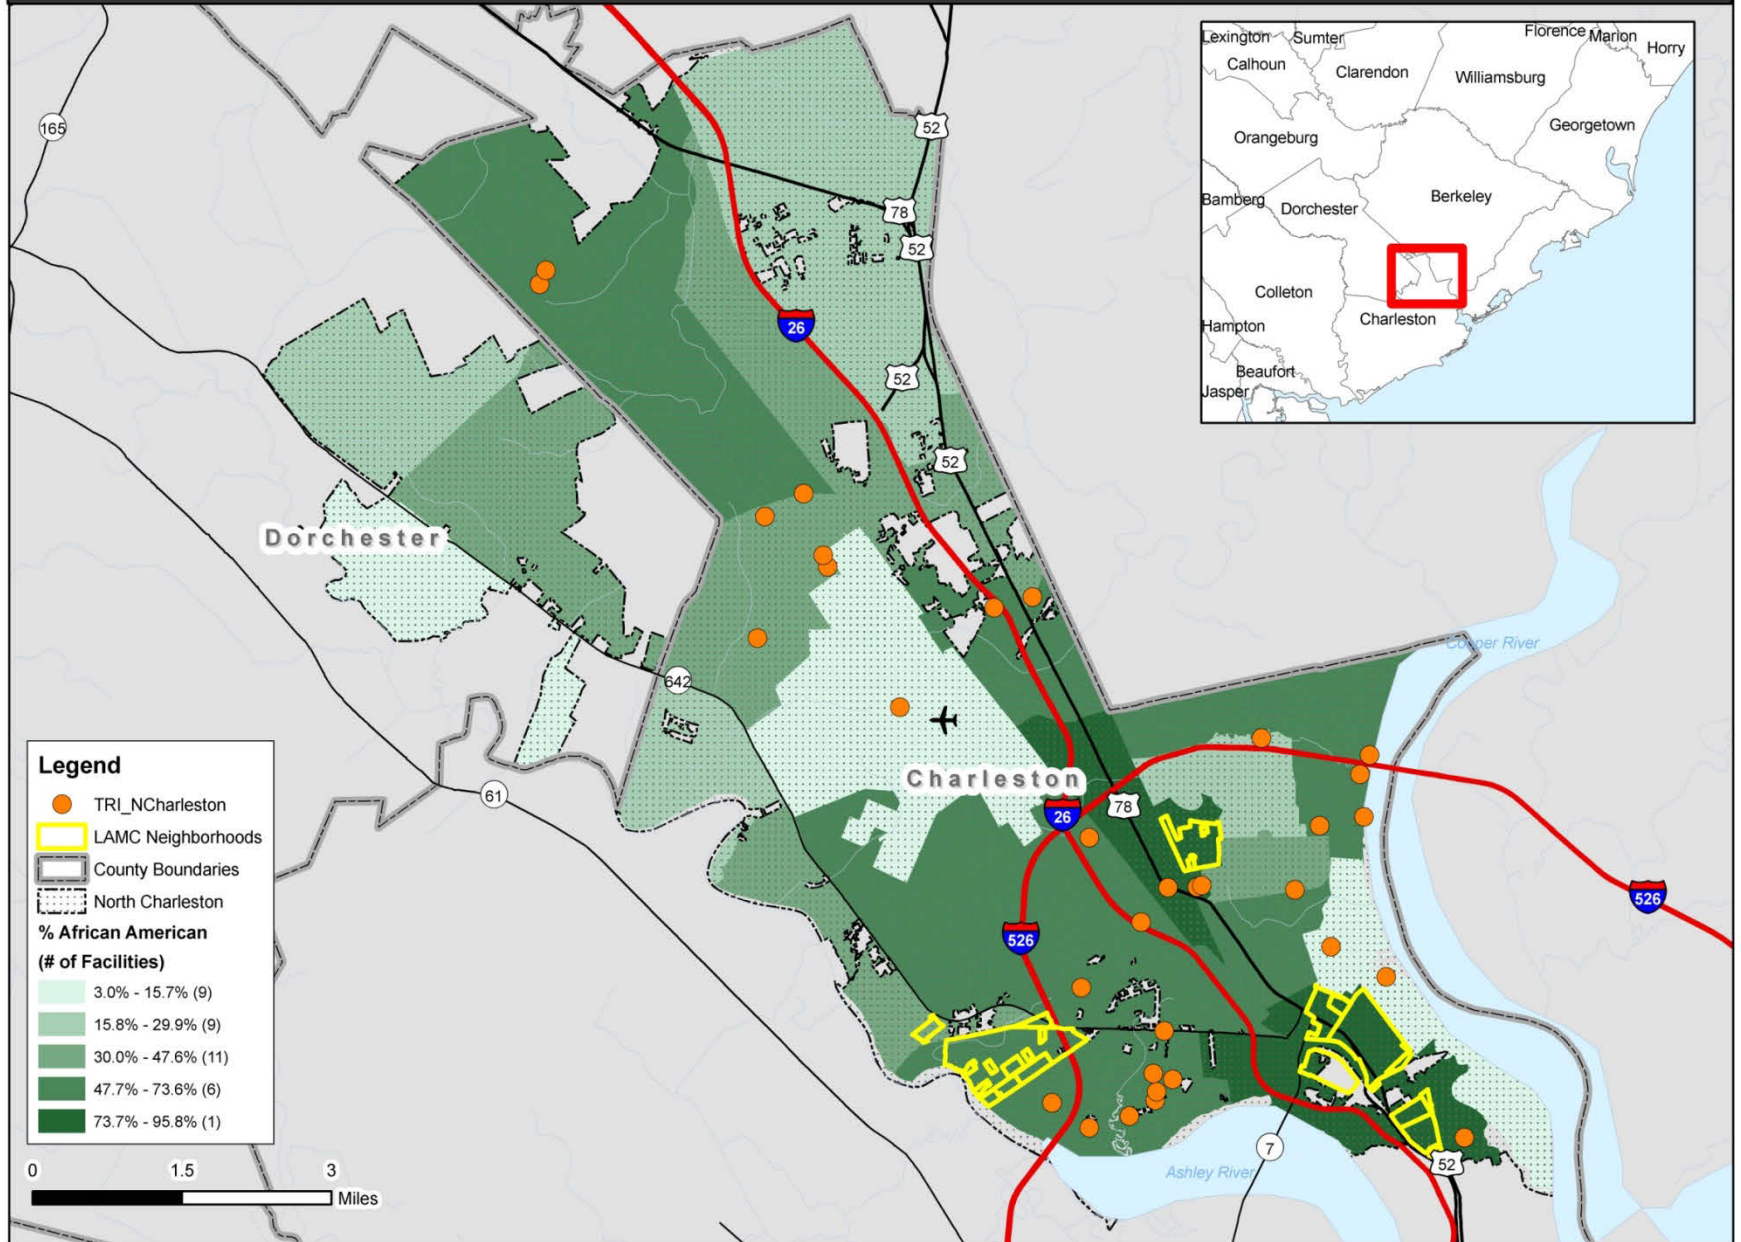 165
52
78
52
26
52
52
Dorchester
642
Cooper River
Charleston
26
78
61
526
526
7
Ashley River
52
Lexington
Sumter
Florence
Marion
Horry
Calhoun
Clarendon
Williamsburg
Georgetown
Orangeburg
Bamberg
Dorchester
Berkeley
Colleton
Charleston
Hampton
Beaufort
Jasper
Legend
TRI_NCharleston
LAMC Neighborhoods
County Boundaries
North Charleston
% African American
(# of Facilities)
3.0% - 15.7% (9)
15.8% - 29.9% (9)
30.0% - 47.6% (11)
47.7% - 73.6% (6)
73.7% - 95.8% (1)
0 1.5 3
Miles